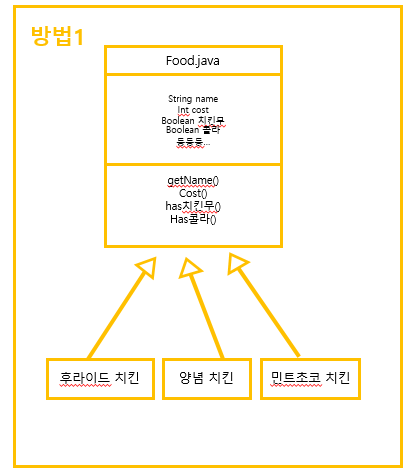 방법1
Food.java
String name
Int cost
Boolean 치킨무
Boolean 콜라
등등등...
getName()
Cost()
has치킨무()
Has콜라()
후라이드 치킨
양념 치킨
민트초코 치킨